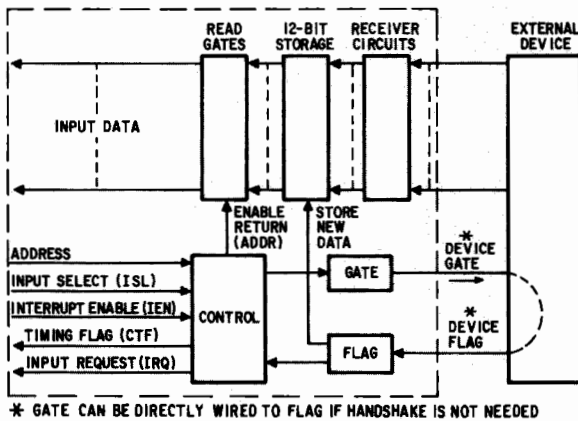 READ
GATES
12-BIT
STORAGE
RECEIVER
CIRCUITS
EXTERNAL
DEVICE
INPUT DATA
ENABLE
RETURN
(ADDR)
STORE
NEW
DATA
ADDRESS
INPUT SELECT (ISL)
INTERRUPT ENABLE (IEN)
TIMING FLAG (CTF)
INPUT REQUEST (IRQ)
CONTROL
GATE
FLAG
*
DEVICE
GATE
*
DEVICE
FLAG
* GATE CAN BE DIRECTLY WIRED TO FLAG IF HANDSHAKE IS NOT NEEDED